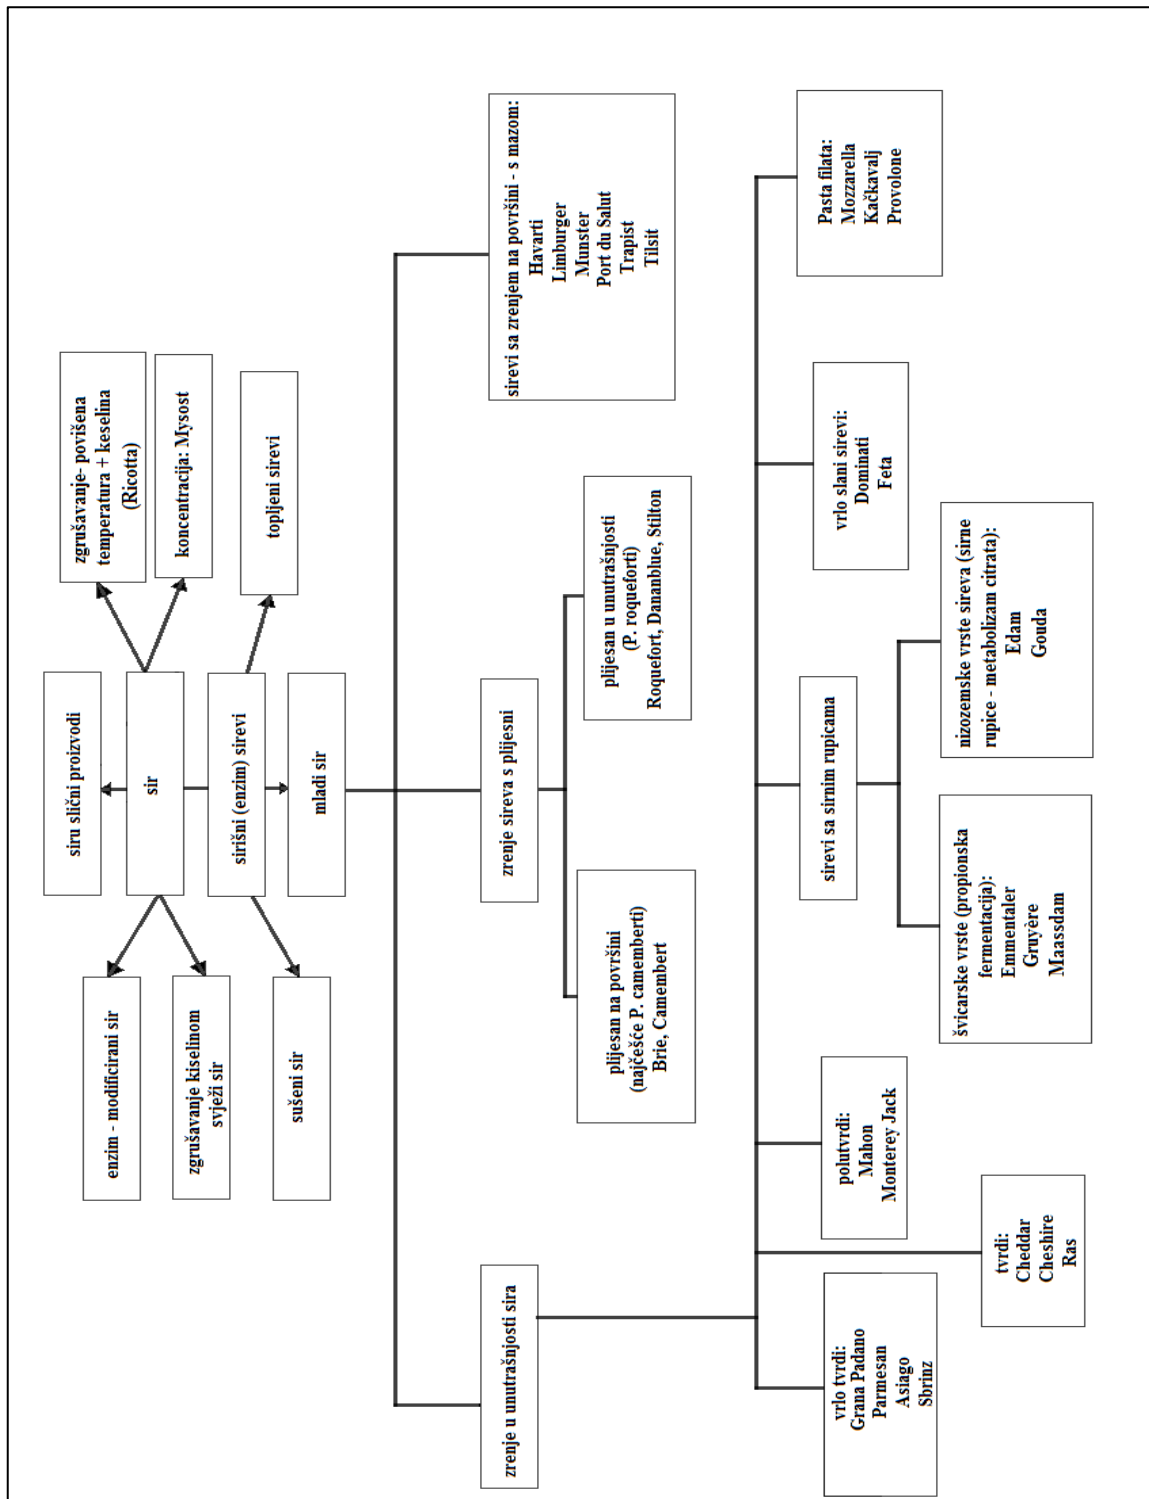 siru slični proizvodi
enzim - modificirani sir
sir
zgrušavanje- povišena
temperatura + keselina
(Ricotta)
zgrušavanje kiselinom
svježi sir
koncentracija: Mysost
sirišni (enzim) sirevi
sušeni sir
topljeni sirevi
mladi sir
zrenje u unutrašnjosti sira
zrenje sireva s plijesni
sirevi sa zrenjem na površini - s mazom:
Havarti
Limburger
Munster
Port du Salut
Trapist
Tilsit
plijesan na površini
(najčešće P. camemberti)
Brie, Camembert
plijesan u unutrašnjosti
(P. roqueforti)
Roquefort, Dananblue, Stilton
vrlo tvrdi:
Grana Padano
Parmesan
Asiago
Sbrinz
tvrdi:
Cheddar
Cheshire
Ras
polutvrdi:
Mahon
Monterey Jack
sirevi sa sirnim rupicama
švicarske vrste (propionska
fermentacija):
Emmentaler
Gruyère
Maassdam
nizozemske vrste sireva (sirne
rupice - metabolizam citrata):
Edam
Gouda
vrlo slani sirevi:
Dominati
Feta
Pasta filata:
Mozzarella
Kačkavalj
Provolone